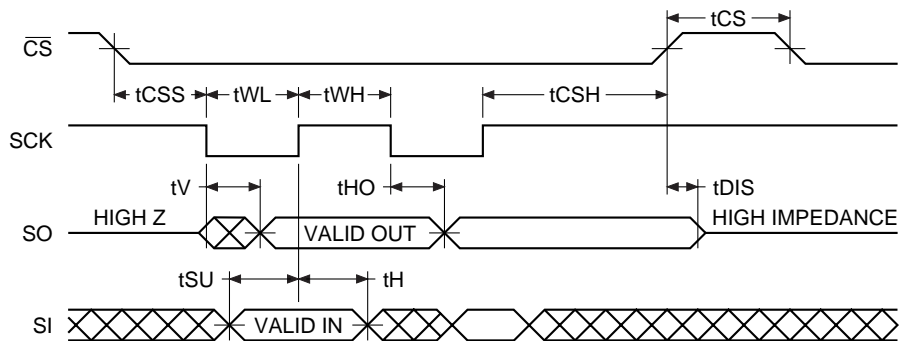 tCS
C̅S̅
tCSS tWL tWH tCSH
SCK
tV tHO tDIS
HIGH Z VALID OUT HIGH IMPEDANCE
SO
tSU tH
SI VALID IN